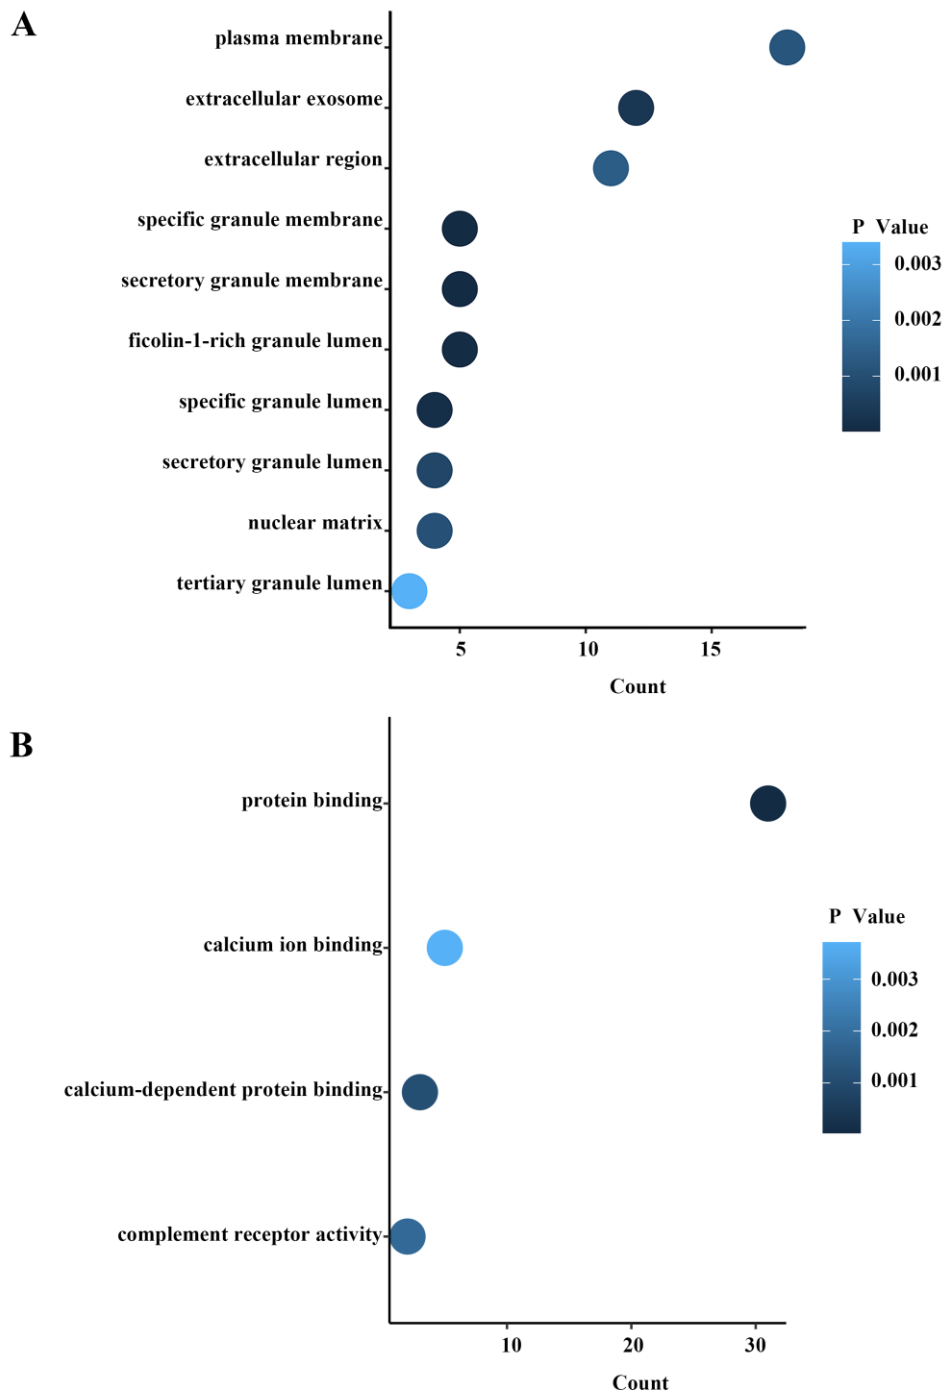 A
plasma membrane
extracellular exosome
extracellular region
specific granule membrane
secretory granule membrane
ficolin-1-rich granule lumen
specific granule lumen
secretory granule lumen
nuclear matrix
tertiary granule lumen
5 10 15
Count
P Value
0.003
0.002
0.001
B
protein binding
calcium ion binding
calcium-dependent protein binding
complement receptor activity
10 20 30
Count
P Value
0.003
0.002
0.001